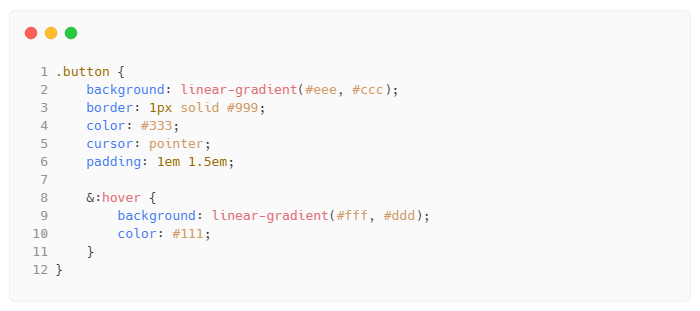 1 .button {
2     background: linear-gradient(#eee, #ccc);
3     border: 1px solid #999;
4     color: #333;
5     cursor: pointer;
6     padding: 1em 1.5em;
7
8     &:hover {
9         background: linear-gradient(#fff, #ddd);
10         color: #111;
11     }
12 }